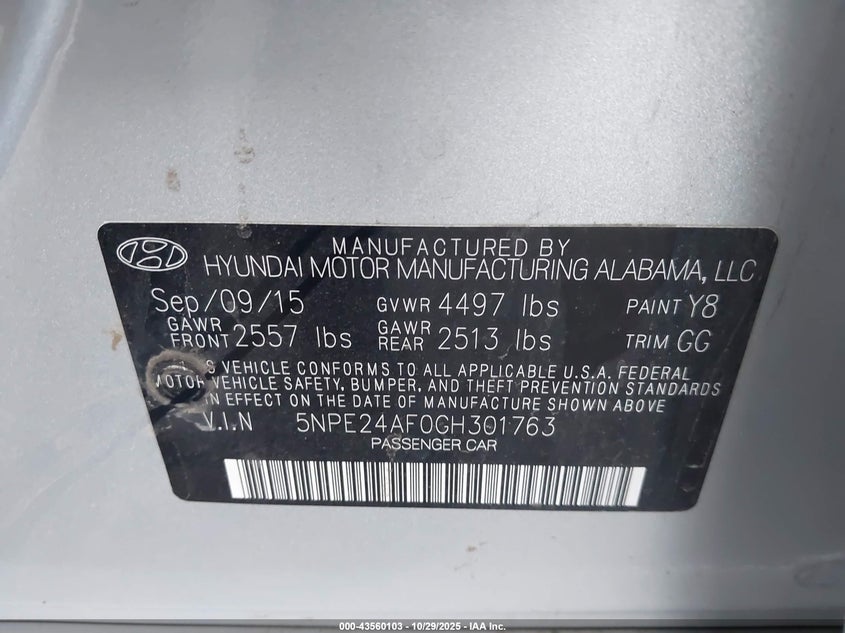 MANUFACTURED BY
HYUNDAI MOTOR MANUFACTURING ALABAMA, LLC
Sep/09/15 GVWR 4497 lbs PAINT Y8
GAWR FRONT 2557 lbs GAWR REAR 2513 lbs TRIM GG
S VEHICLE CONFORMS TO ALL APPLICABLE U.S.A. FEDERAL
MOTOR VEHICLE SAFETY, BUMPER, AND THEFT PREVENTION STANDARDS
IN EFFECT ON THE DATE OF MANUFACTURE SHOWN ABOVE
V.I.N 5NPE24AF0GH301763
PASSENGER CAR
000-43560103 - 10/29/2025 - IAA Inc.